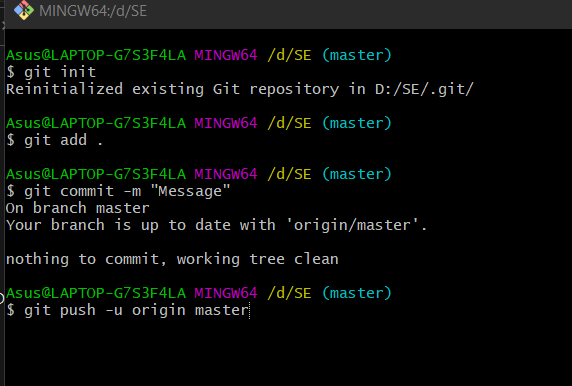 MINGW64:/d/SE
Asus@LAPTOP-G7S3F4LA MINGW64 /d/SE (master)
$ git init
Reinitialized existing Git repository in D:/SE/.git/
Asus@LAPTOP-G7S3F4LA MINGW64 /d/SE (master)
$ git add .
Asus@LAPTOP-G7S3F4LA MINGW64 /d/SE (master)
$ git commit -m "Message"
On branch master
Your branch is up to date with 'origin/master'.
nothing to commit, working tree clean
Asus@LAPTOP-G7S3F4LA MINGW64 /d/SE (master)
$ git push -u origin master